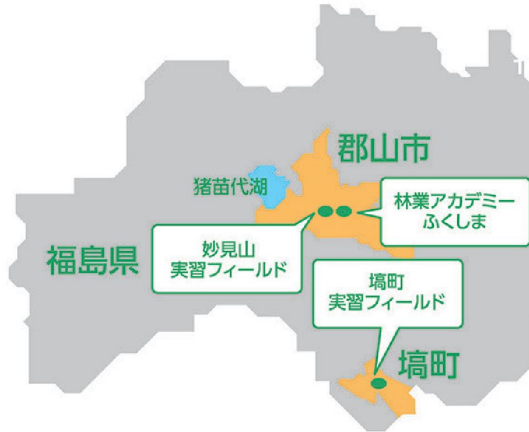 郡山市
猪苗代湖
林業アカデミー
ふくしま
妙見山
実習フィールド
福島県
塙町
実習フィールド
塙町